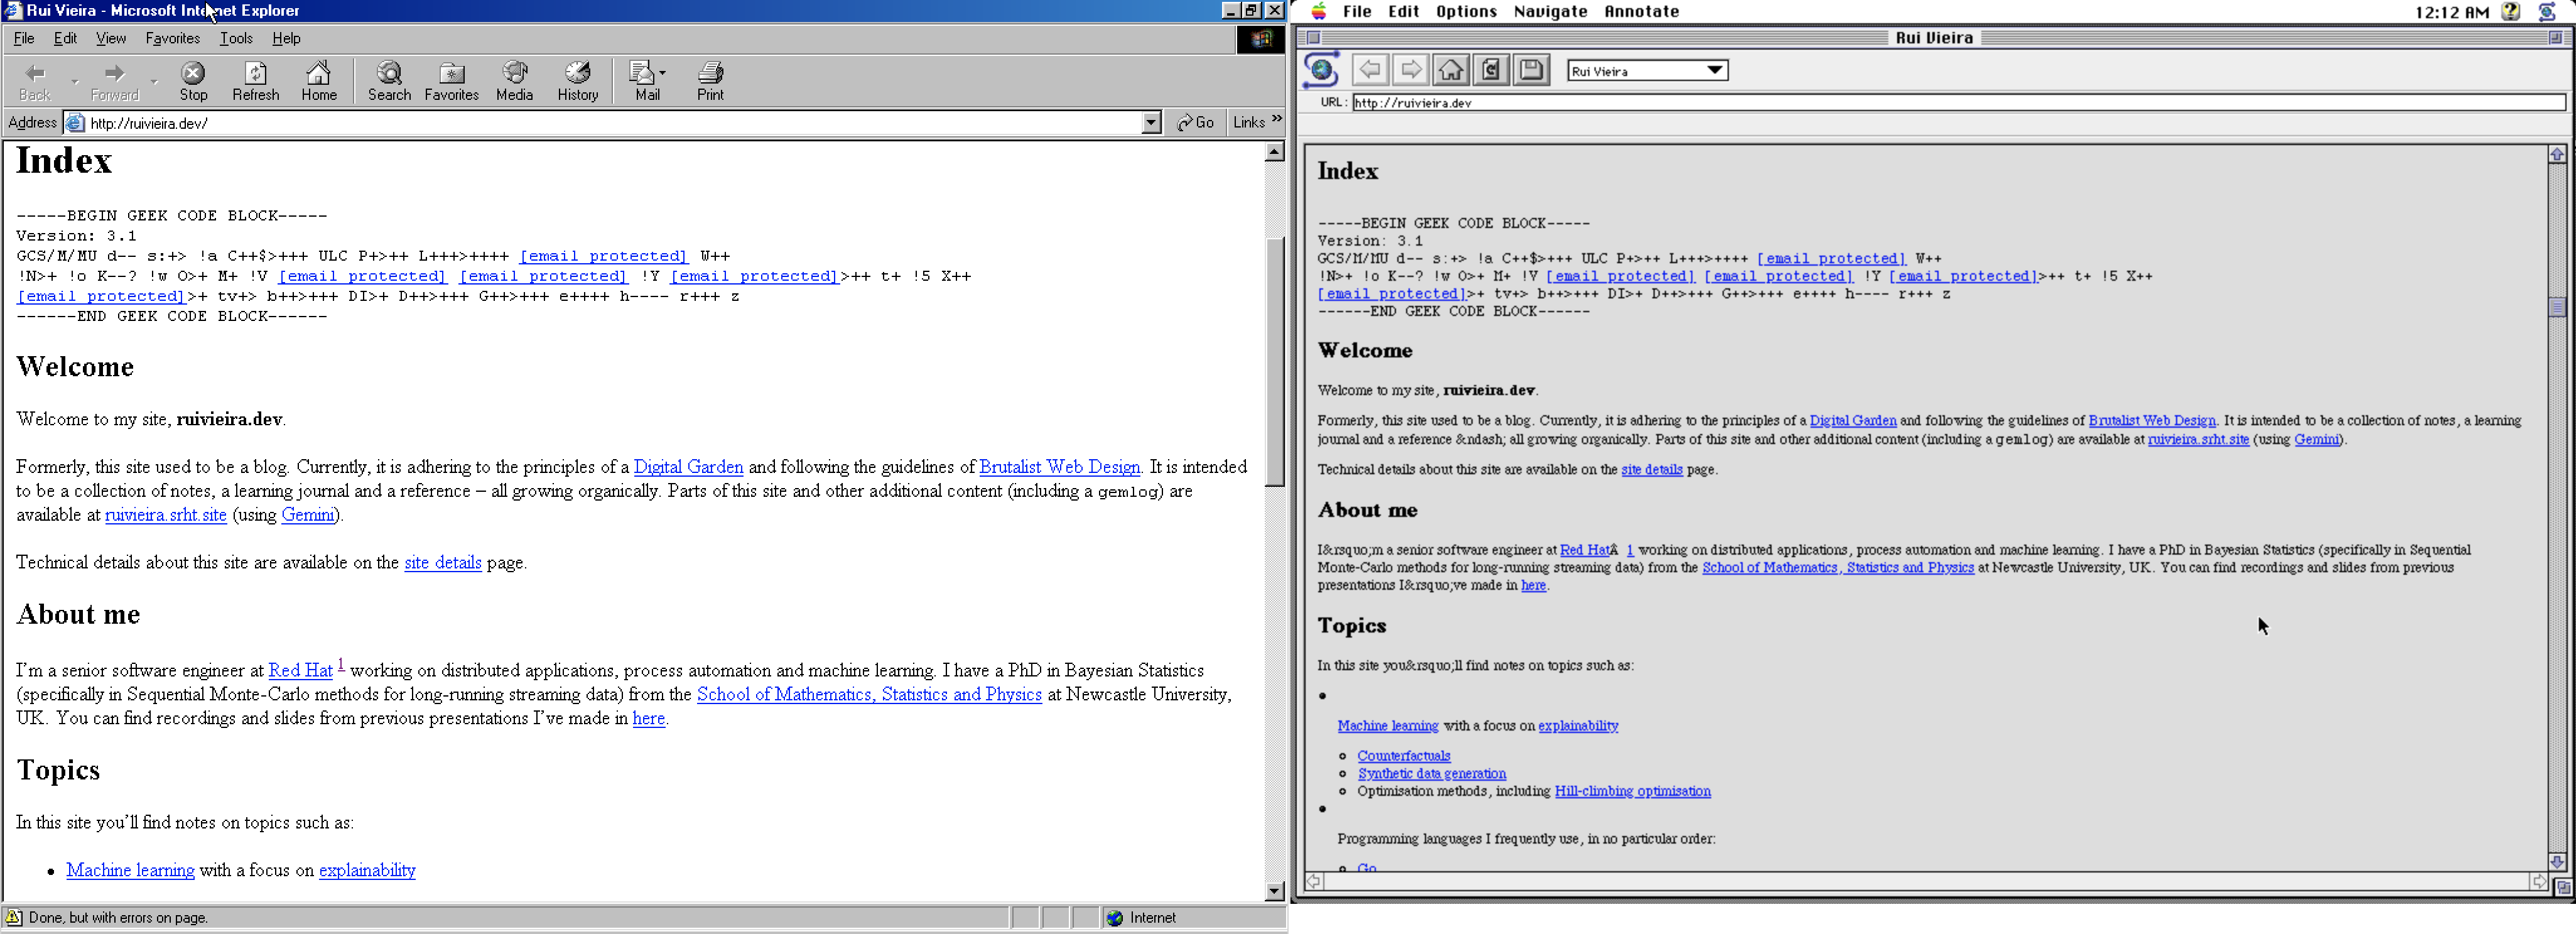 Rui Vieira - Microsoft Internet Explorer
File Edit View Favorites Tools Help
Back Forward Stop Refresh Home Search Favorites Media History Mail Print
Address http://ruivieira.dev/ Go Links »
Index
-----BEGIN GEEK CODE BLOCK-----
Version: 3.1
GCS/M/MU d-- s:+> !a C++$>+++ ULC P+>++ L+++>++++ [email protected] W++
!N>+ !o K--? !w O>+ M+ !V [email protected] [email protected] !Y [email protected]>++ t+ !5 X++
[email protected]>+ tv+> b++>+++ DI>+ D++>+++ G++>+++ e++++ h---- r+++ z
------END GEEK CODE BLOCK------
Welcome
Welcome to my site, ruivieira.dev.
Formerly, this site used to be a blog. Currently, it is adhering to the principles of a Digital Garden and following the guidelines of Brutalist Web Design. It is intended
to be a collection of notes, a learning journal and a reference – all growing organically. Parts of this site and other additional content (including a gemlog) are
available at ruivieira.srht.site (using Gemini).
Technical details about this site are available on the site details page.
About me
I’m a senior software engineer at Red Hat 1 working on distributed applications, process automation and machine learning. I have a PhD in Bayesian Statistics
(specifically in Sequential Monte-Carlo methods for long-running streaming data) from the School of Mathematics, Statistics and Physics at Newcastle University,
UK. You can find recordings and slides from previous presentations I’ve made in here.
Topics
In this site you’ll find notes on topics such as:
• Machine learning with a focus on explainability
Done, but with errors on page. Internet
File Edit Options Navigate Annotate 12:12 AM
Rui Vieira
Rui Vieira
URL: http://ruivieira.dev
Index
-----BEGIN GEEK CODE BLOCK-----
Version: 3.1
GCS/M/MU d-- s:+> !a C++$>+++ ULC P+>++ L+++>++++ [email protected] W++
!N>+ !o K--? !w O>+ M+ !V [email protected] [email protected] !Y [email protected]>++ t+ !5 X++
[email protected]>+ tv+> b++>+++ DI>+ D++>+++ G++>+++ e++++ h---- r+++ z
------END GEEK CODE BLOCK------
Welcome
Welcome to my site, ruivieira.dev.
Formerly, this site used to be a blog. Currently, it is adhering to the principles of a Digital Garden and following the guidelines of Brutalist Web Design. It is intended to be a collection of notes, a learning
journal and a reference &ndash; all growing organically. Parts of this site and other additional content (including a gemlog) are available at ruivieira.srht.site (using Gemini).
Technical details about this site are available on the site details page.
About me
I&rsquo;m a senior software engineer at Red HatÂ 1 working on distributed applications, process automation and machine learning. I have a PhD in Bayesian Statistics (specifically in Sequential
Monte-Carlo methods for long-running streaming data) from the School of Mathematics, Statistics and Physics at Newcastle University, UK. You can find recordings and slides from previous
presentations I&rsquo;ve made in here.
Topics
In this site you&rsquo;ll find notes on topics such as:
•
Machine learning with a focus on explainability
Counterfactuals
Synthetic data generation
Optimisation methods, including Hill-climbing optimisation
•
Programming languages I frequently use, in no particular order:
Go